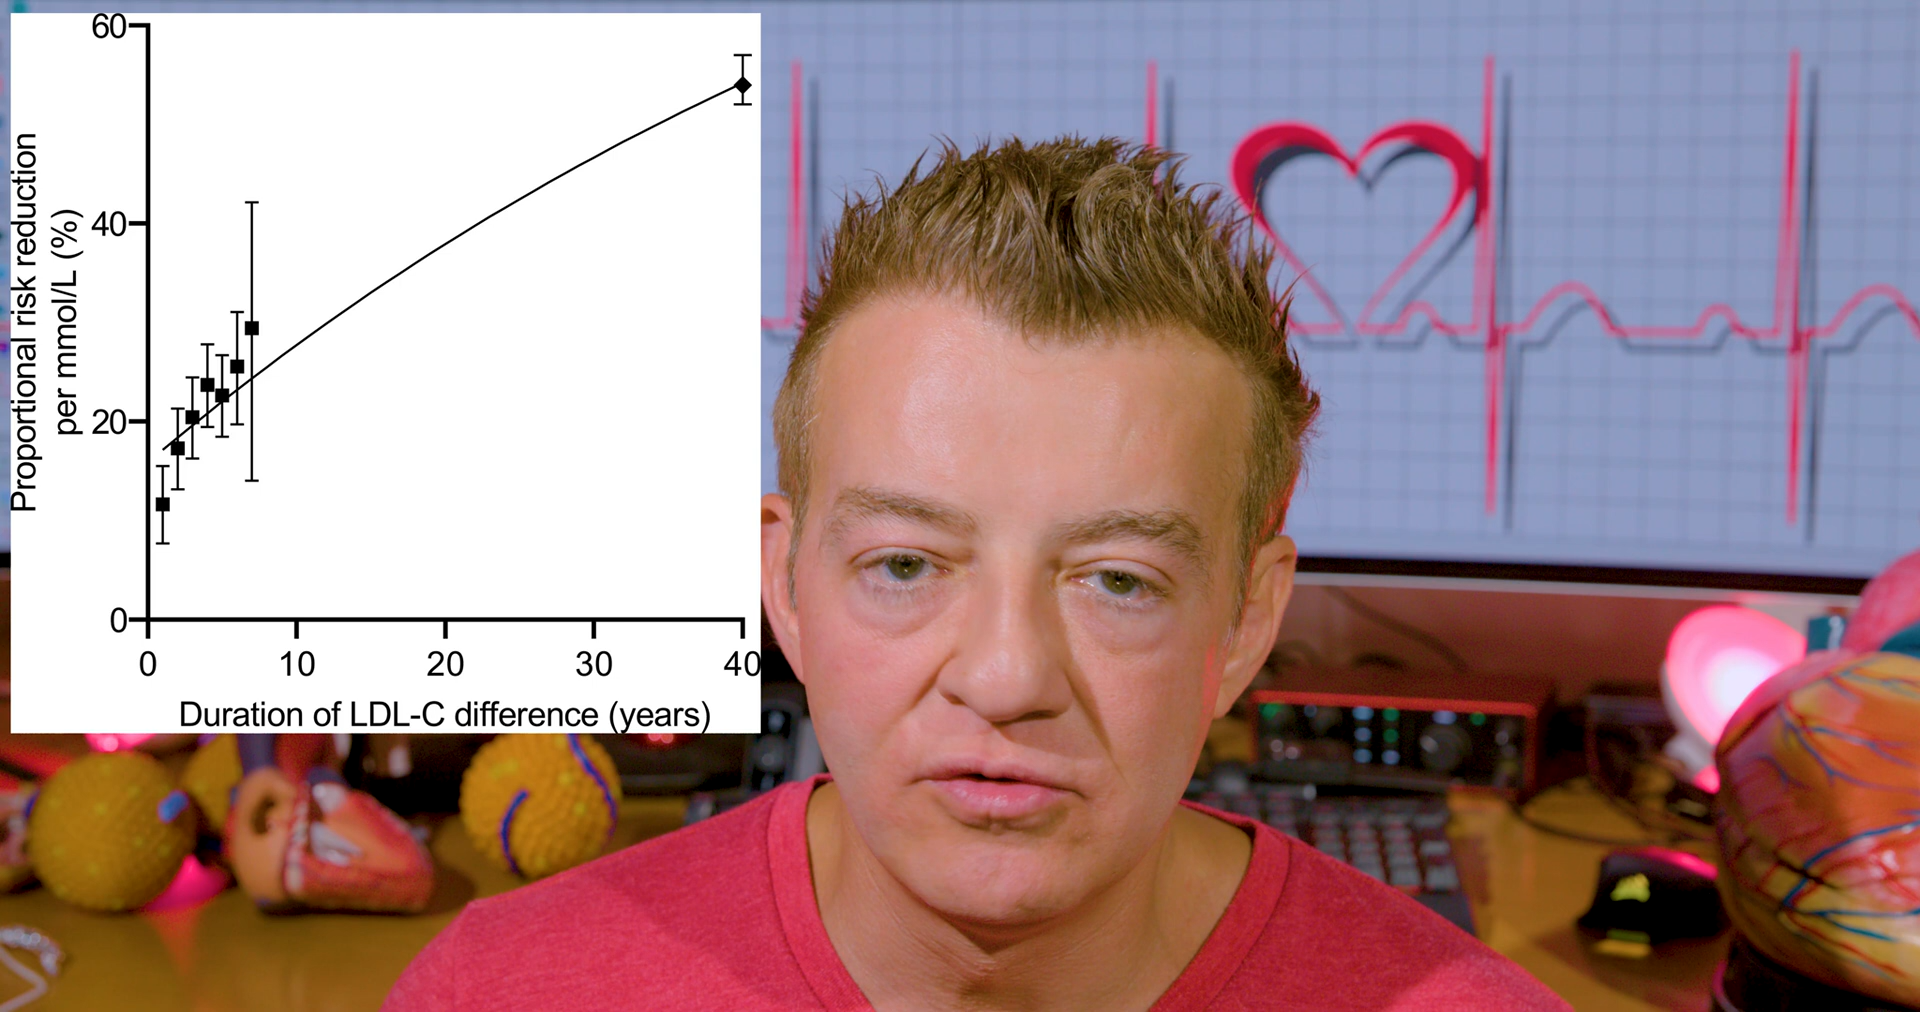 Proportional risk reduction
per mmol/L (%)
60
40
20
0
0 10 20 30 40
Duration of LDL-C difference (years)